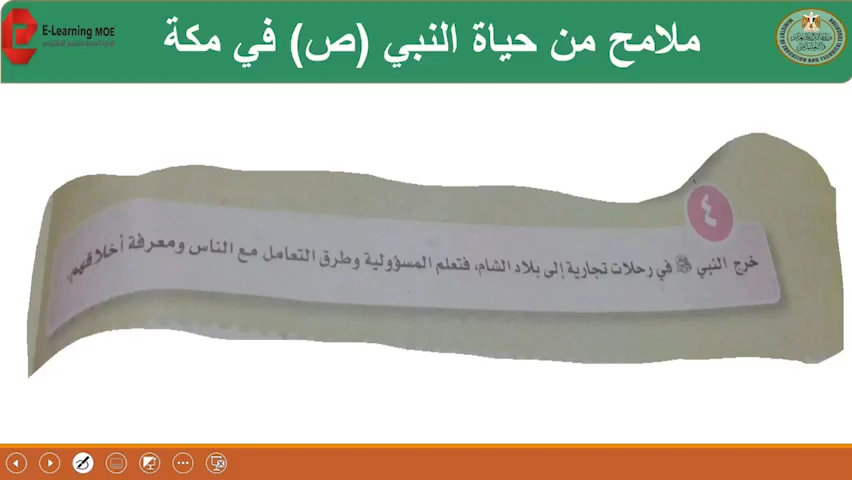 E-Learning MOE
ملامح من حياة النبي (ص) في مكة
٤
خرج النبي ﷺ في رحلات تجارية إلى بلاد الشام، فتعلم المسؤولية وطرق التعامل مع الناس ومعرفة أخلاقهم.